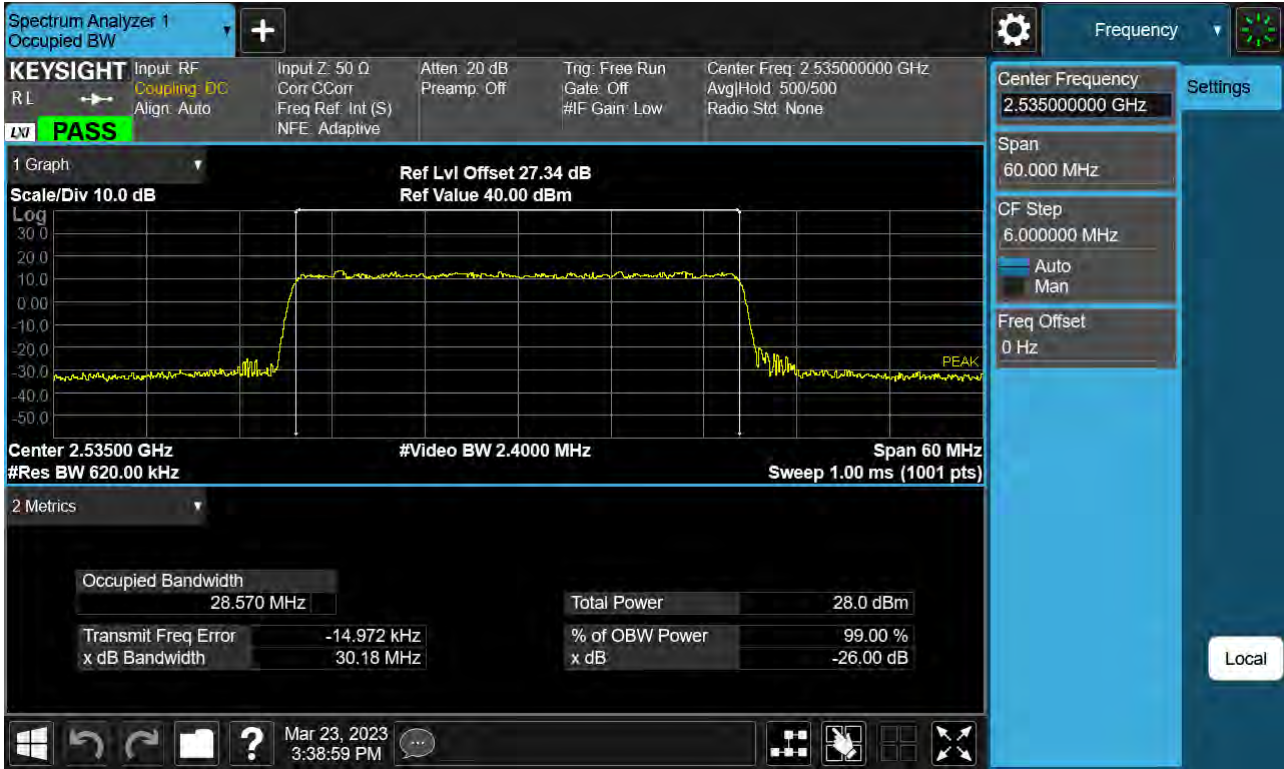 Spectrum Analyzer 1
Occupied BW
+
Frequency
KEYSIGHT
RL
LXI
PASS
Input: RF
Coupling: DC
Align: Auto
Input Z: 50 Ω
Corr CCorr
Freq Ref: Int (S)
NFE: Adaptive
Atten: 20 dB
Preamp: Off
Trig: Free Run
Gate: Off
#IF Gain: Low
Center Freq: 2.535000000 GHz
Avg|Hold: 500/500
Radio Std: None
1 Graph
Scale/Div 10.0 dB
Ref Lvl Offset 27.34 dB
Ref Value 40.00 dBm
Log
30.0
20.0
10.0
0.00
-10.0
-20.0
-30.0
-40.0
-50.0
PEAK
Center 2.53500 GHz
#Video BW 2.4000 MHz
Span 60 MHz
#Res BW 620.00 kHz
Sweep 1.00 ms (1001 pts)
2 Metrics
Occupied Bandwidth
28.570 MHz
Total Power 28.0 dBm
Transmit Freq Error -14.972 kHz
% of OBW Power 99.00 %
x dB Bandwidth 30.18 MHz
x dB -26.00 dB
Center Frequency
2.535000000 GHz
Settings
Span
60.000 MHz
CF Step
6.000000 MHz
Auto
Man
Freq Offset
0 Hz
Local
?
Mar 23, 2023
3:38:59 PM